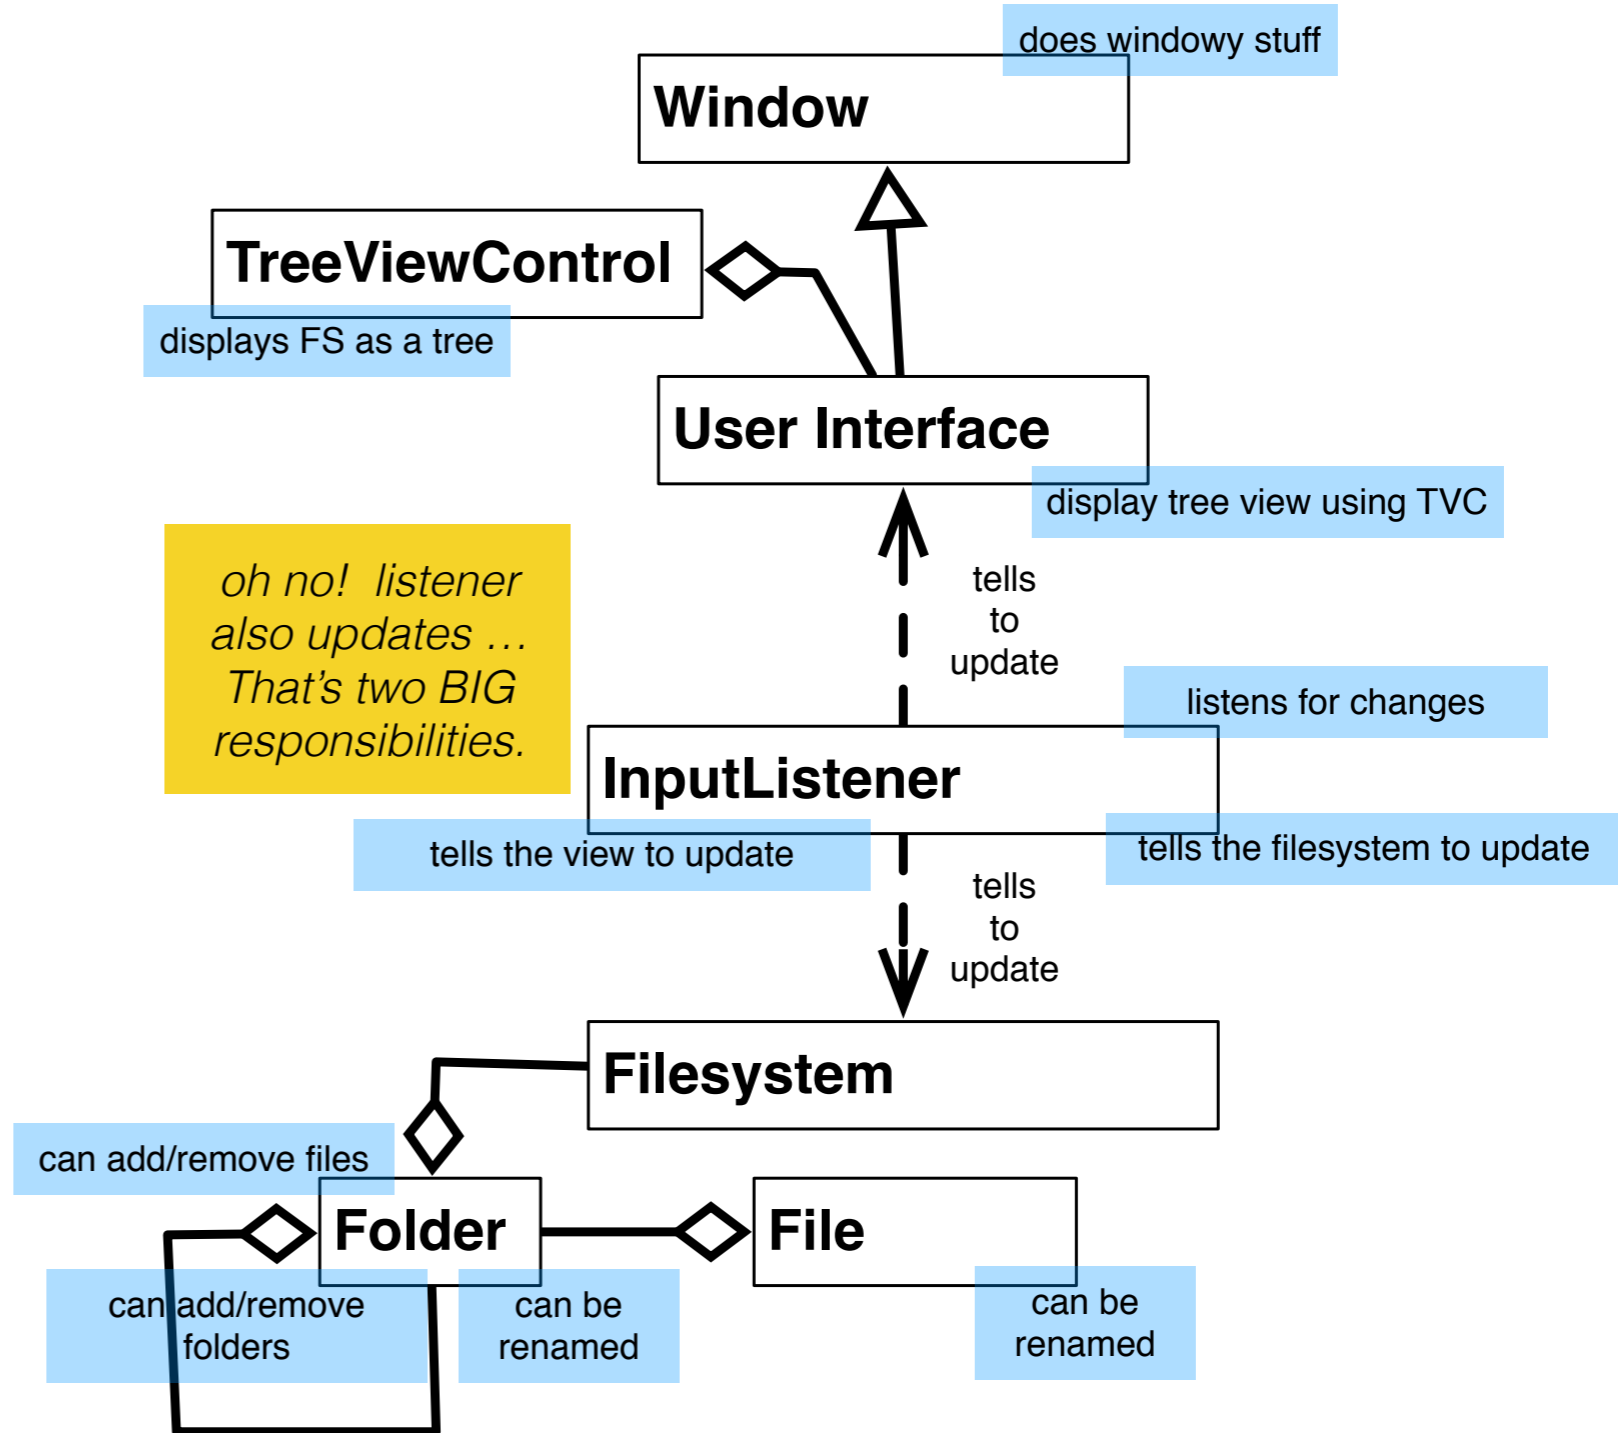 does windowy stuff
Window
TreeViewControl
displays FS as a tree
User Interface
display tree view using TVC
oh no!  listener
also updates …
That’s two BIG
responsibilities.
tells
to
update
listens for changes
InputListener
tells the view to update
tells the filesystem to update
tells
to
update
Filesystem
can add/remove files
Folder
File
can add/remove
folders
can be
renamed
can be
renamed